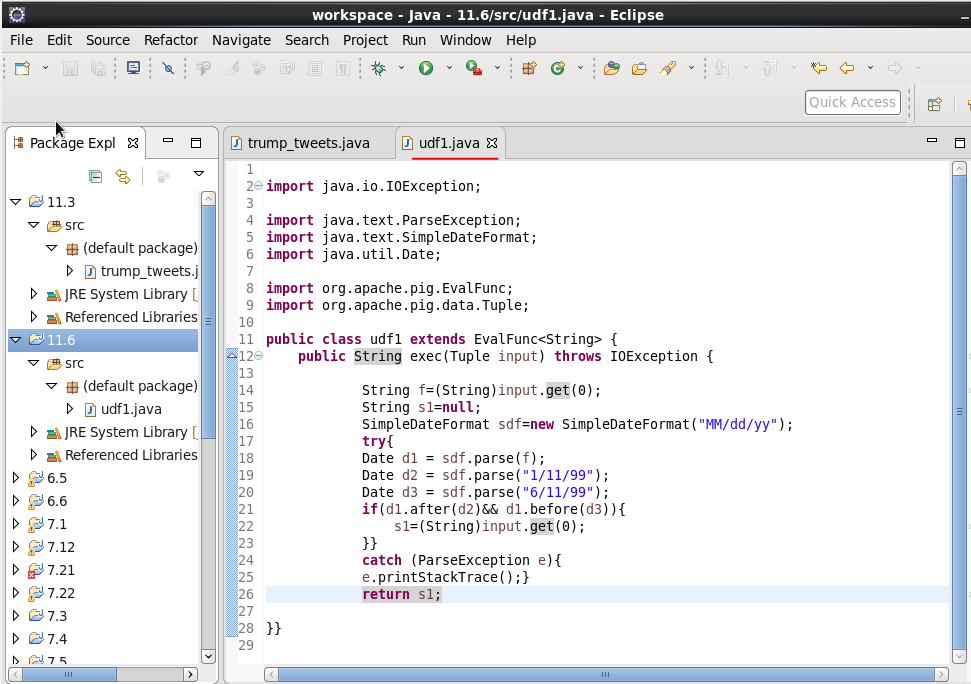 workspace - Java - 11.6/src/udf1.java - Eclipse
File Edit Source Refactor Navigate Search Project Run Window Help
Quick Access
Package Expl
trump_tweets.java
udf1.java
11.3
src
(default package)
trump_tweets.j
JRE System Library [
Referenced Libraries
11.6
src
(default package)
udf1.java
JRE System Library [
Referenced Libraries
6.5
6.6
7.1
7.12
7.21
7.22
7.3
7.4
7.5
1
2 import java.io.IOException;
3
4 import java.text.ParseException;
5 import java.text.SimpleDateFormat;
6 import java.util.Date;
7
8 import org.apache.pig.EvalFunc;
9 import org.apache.pig.data.Tuple;
10
11 public class udf1 extends EvalFunc<String> {
12 public String exec(Tuple input) throws IOException {
13
14 String f=(String)input.get(0);
15 String s1=null;
16 SimpleDateFormat sdf=new SimpleDateFormat("MM/dd/yy");
17 try{
18 Date d1 = sdf.parse(f);
19 Date d2 = sdf.parse("1/11/99");
20 Date d3 = sdf.parse("6/11/99");
21 if(d1.after(d2)&& d1.before(d3)){
22 s1=(String)input.get(0);
23 }}
24 catch (ParseException e){
25 e.printStackTrace();}
26 return s1;
27
28 }}
29